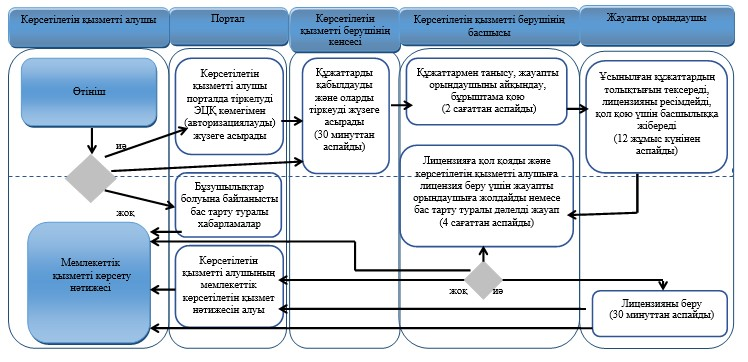 Көрсетілетін қызметті алушы
Портал
Көрсетілетін
қызметті берушінің
кеңсесі
Көрсетілетін қызметті берушінің
басшысы
Жауапты орындаушы
Өтініш
Көрсетілетін
қызметті алушы
порталда тіркелуді
ЭЦҚ көмегімен
(авторизациялауды)
жүзеге асырады
Құжаттарды
қабылдауды
және оларды
тіркеуді жүзеге
асырады
(30 минуттан
аспайды)
Құжаттармен танысу, жауапты
орындаушыны айқындау,
бұрыштама қою
(2 сағаттан аспайды)
Ұсынылған құжаттардың
толықтығын тексереді,
лицензияны ресімдейді,
қол қою үшін басшылыққа
жібереді
(12 жұмыс күнінен
аспайды)
иә
жоқ
Бұзушылықтар
болуына байланысты
бас тарту туралы
хабарламалар
Лицензияға қол қояды және
көрсетілетін қызметті алушыға
лицензия беру үшін жауапты
орындаушыға жолдайды немесе
бас тарту туралы дәлелді жауап
(4 сағаттан аспайды)
Мемлекеттік
қызметті көрсету
нәтижесі
Көрсетілетін
қызметті алушының
мемлекеттік
көрсетілетін қызмет
нәтижесін алуы
жоқ
иә
Лицензияны беру
(30 минуттан аспайды)